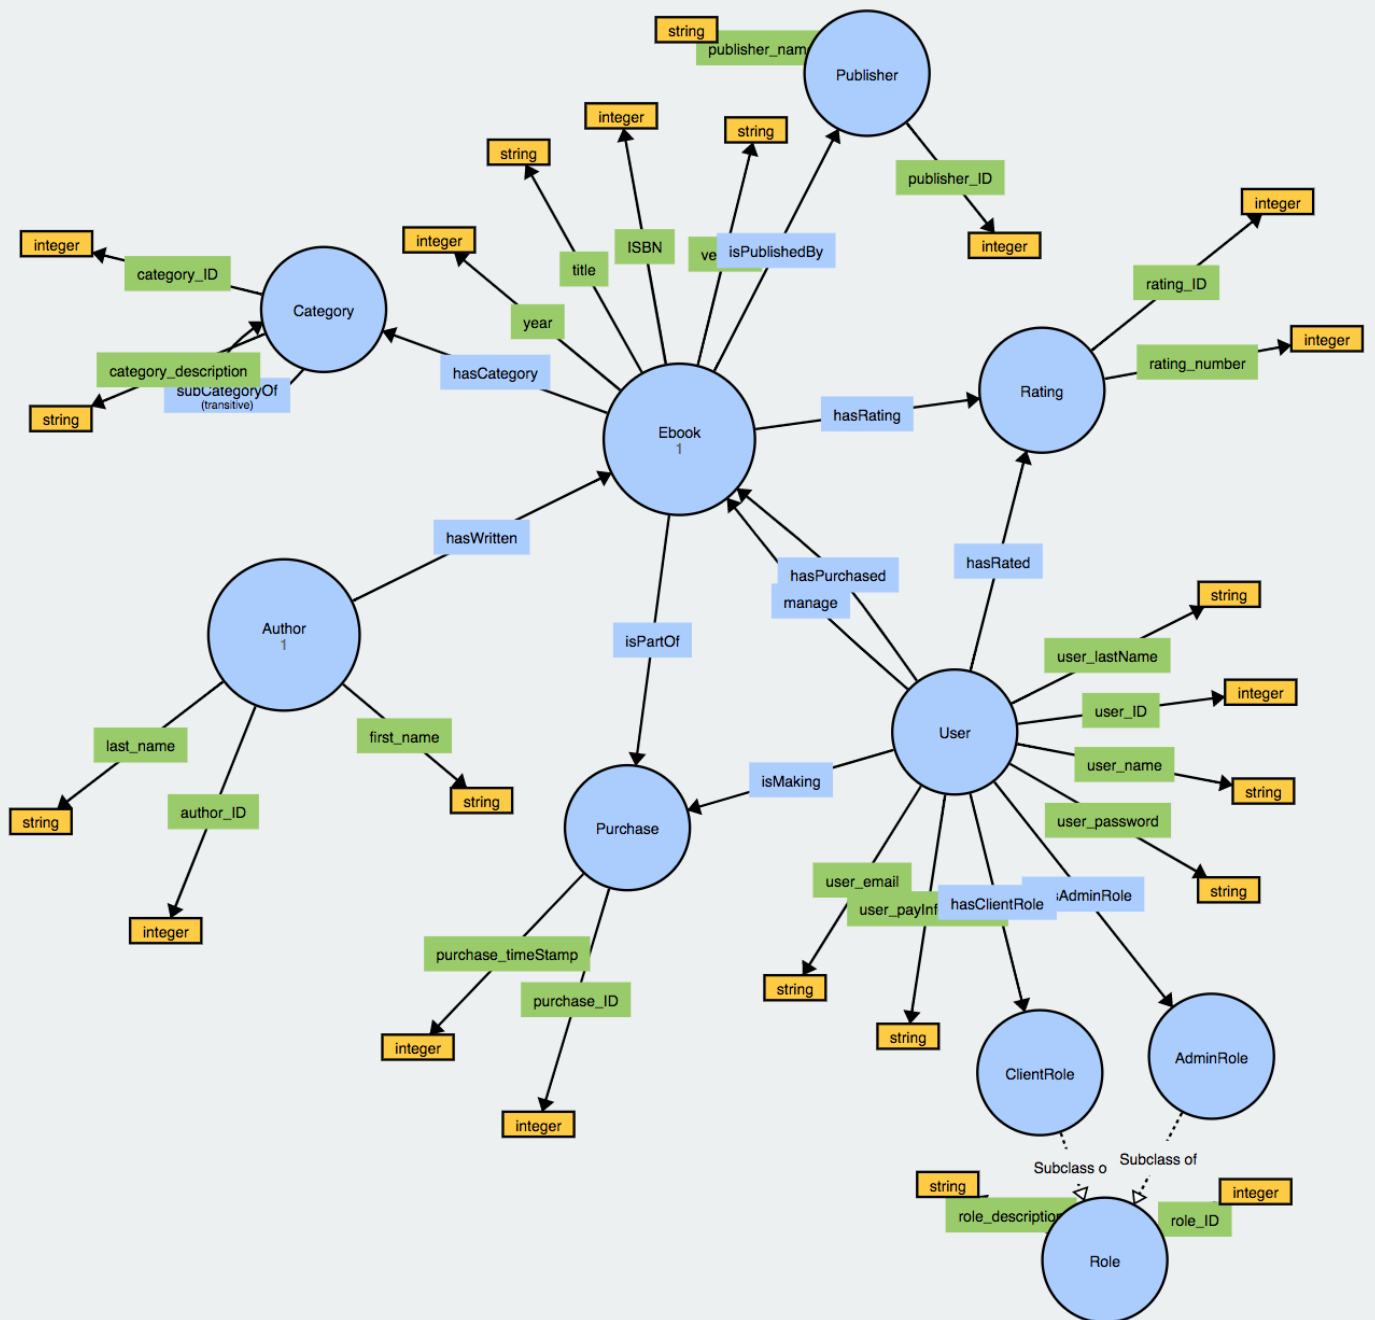 string
publisher_nam
Publisher
integer
string
string
publisher_ID
integer
integer
integer
integer
category_ID
Category
title
ISBN
isPublishedBy
rating_ID
year
category_description
subCategoryOf
(transitive)
string
hasCategory
Ebook
1
hasRating
Rating
rating_number
integer
hasWritten
hasPurchased
manage
hasRated
Author
1
isPartOf
string
user_lastName
user_ID
integer
User
user_name
string
last_name
first_name
string
author_ID
string
integer
isMaking
Purchase
user_password
string
user_email
user_payInf
hasClientRole
AdminRole
purchase_timeStamp
purchase_ID
integer
integer
string
string
ClientRole
AdminRole
Subclass o
Subclass of
string
role_description
integer
role_ID
Role